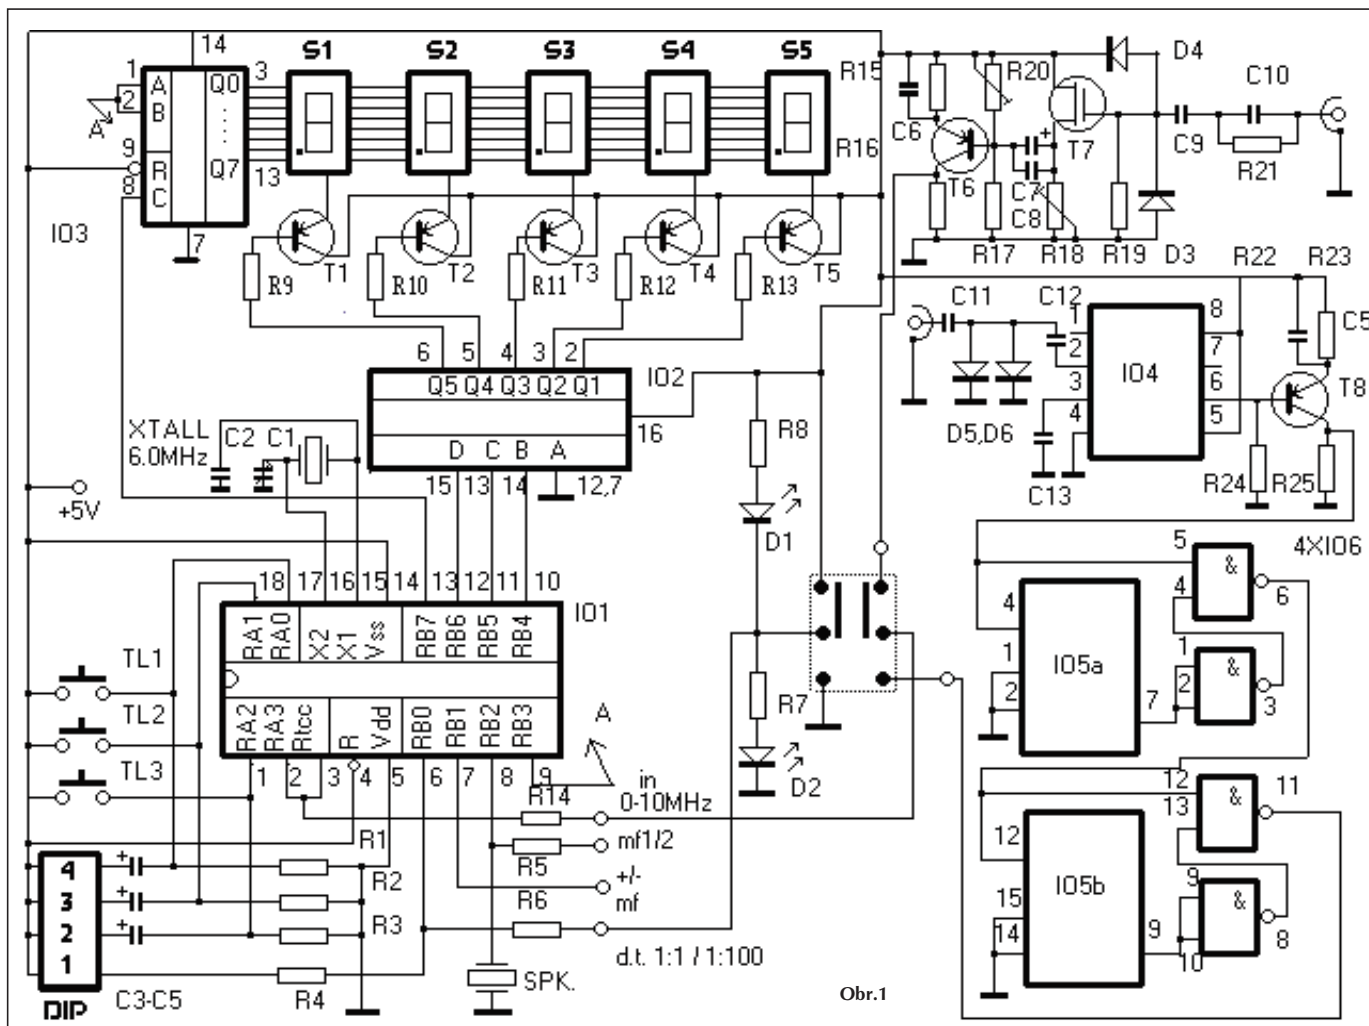 14
S1 S2 S3 S4 S5
1 A Q0 3
2 B
A
9 R Q7 13
8 C
IO3
7
R15 R20 D4 C10
C6 T7 C9
R16 R21
T6 C7
C8
R17 R18 R19 D3 R22 R23
T1 T2 T3 T4 T5
R9 R10 R11 R12 R13
C11 C12 1 8 C5
2 7
3 IO4 6 T8
4 5
D5,D6
C13 R24 R25
6 5 4 3 2
Q5 Q4 Q3 Q2 Q1 IO2
16
D C B A
15 13 14 12,7
XTALL C2 C1
6.0MHz
+5V
R8
D1
18 17 16 15 14 13 12 11 10
IO1
RA1 RA0 X2 X1 Vss RB7 RB6 RB5 RB4
RA2 RA3 Rtcc R Vdd RB0 RB1 RB2 RB3
1 2 3 4 5 6 7 8 9
TL1
TL2
TL3
A
R7
D2
in
0-10MHz
R14
mf1/2
R5
+/-
mf
R6
d.t. 1:1 / 1:100
R1
R2
R3
R4
4 +
3 +
2 +
1
DIP
C3-C5
SPK.
Obr.1
4XIO6
5 &
4 6
4
1 IO5a 1 &
2 2
7 3
12 &
13 11
12
15 IO5b 9 &
14
9 8
10